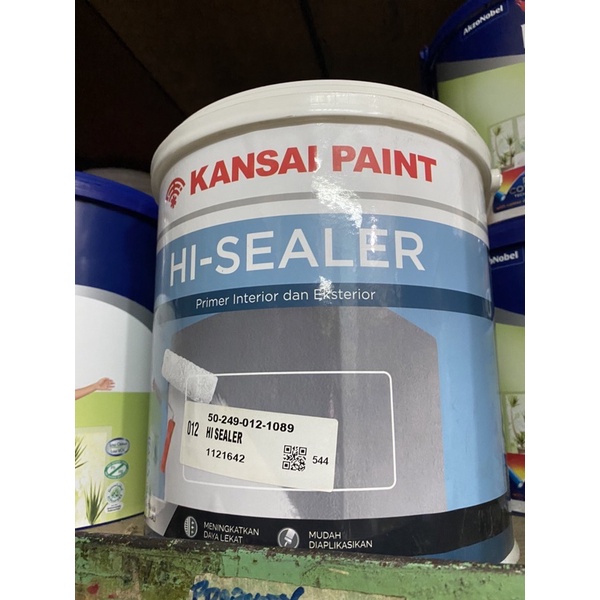 AkzoNobel
KANSAI PAINT
HI-SEALER
Primer Interior dan Eksterior
50-249-012-1089
012 HI SEALER
1121642
544
MENINGKATKAN
DAYA LEKAT
MUDAH
DIAPLIKASIKAN